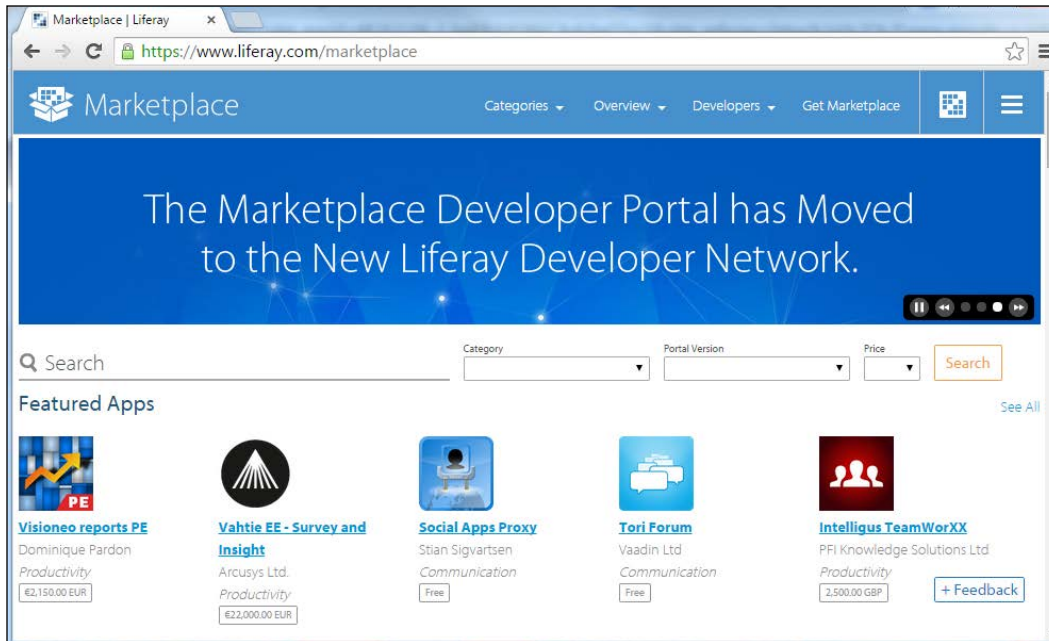 Marketplace | Liferay
https://www.liferay.com/marketplace
Marketplace
Categories Overview Developers Get Marketplace
The Marketplace Developer Portal has Moved
to the New Liferay Developer Network.
Category Portal Version Price
Search Search
Featured Apps See All
PE
Visioneo reports PE Vahtie EE - Survey and Social Apps Proxy Tori Forum Intelligus TeamWorXX
Dominique Pardon Insight Stian Sigvartsen Vaadin Ltd PFI Knowledge Solutions Ltd
Productivity Arcusys Ltd. Communication Communication Productivity
€2,150.00 EUR Productivity Free Free 2,500.00 GBP + Feedback
€22,000.00 EUR